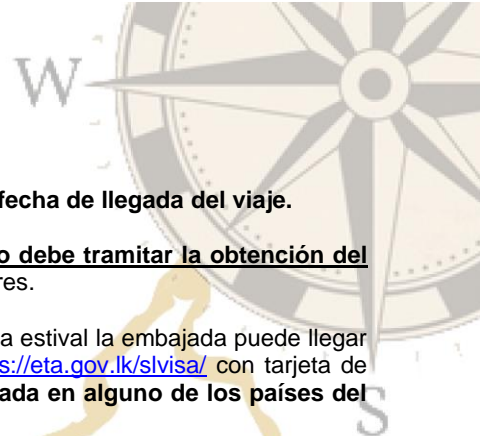 W
fecha de llegada del viaje.
o debe tramitar la obtención del
res.
a estival la embajada puede llegar
s://eta.gov.lk/slvisa/ con tarjeta de
ada en alguno de los países del
S